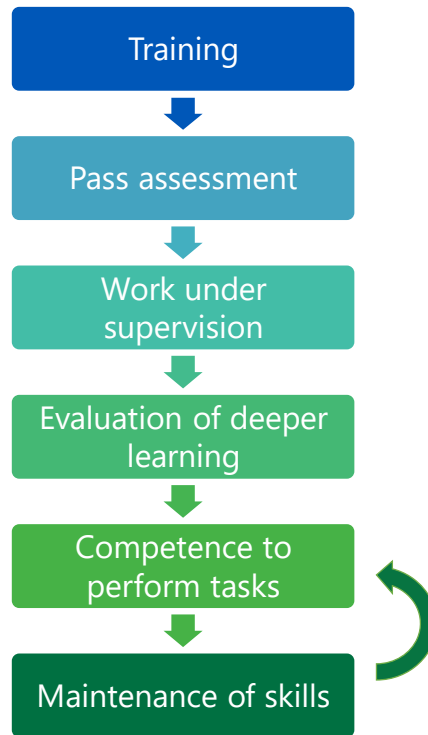 Training
Pass assessment
Work under
supervision
Evaluation of deeper
learning
Competence to
perform tasks
Maintenance of skills